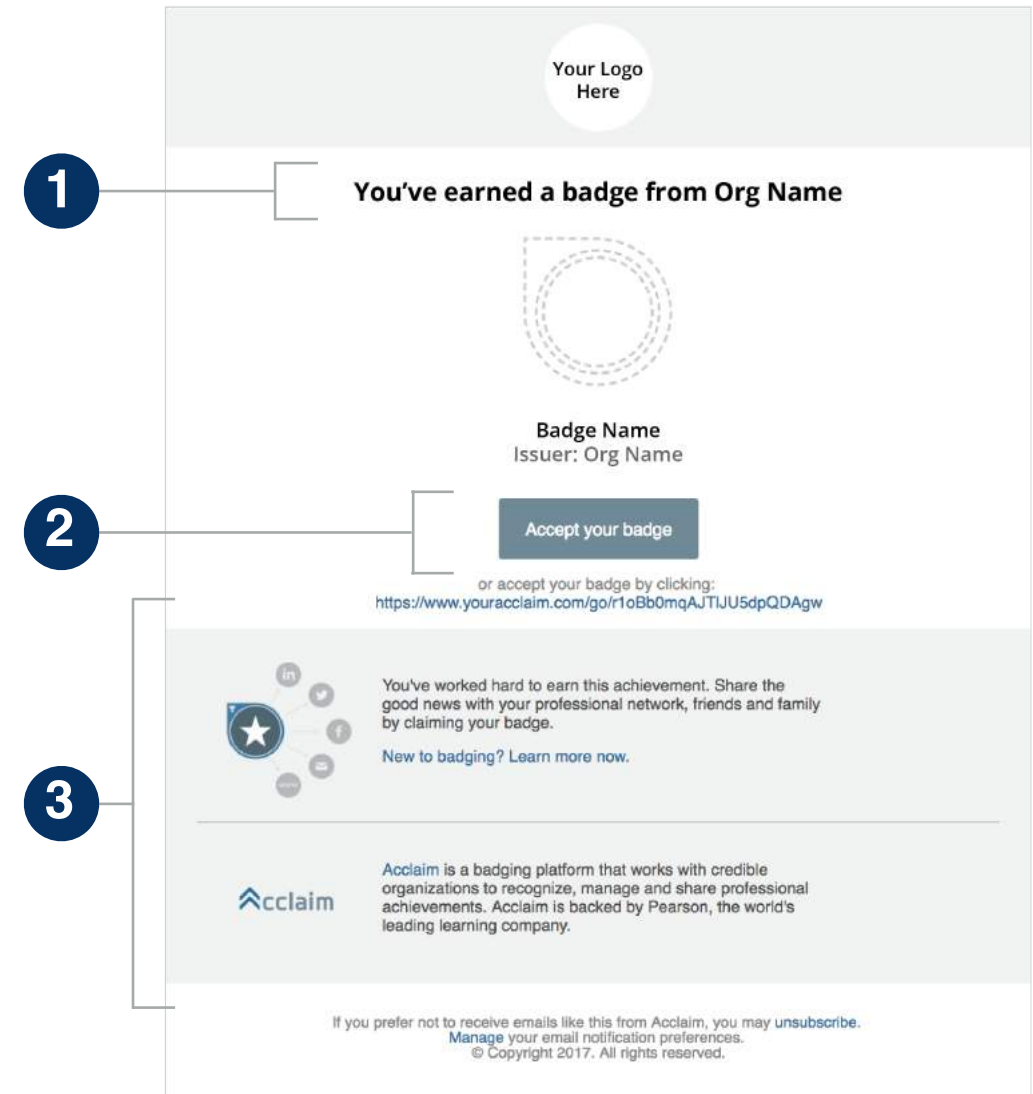 Your Logo
Here
1
You've earned a badge from Org Name
Badge Name
Issuer: Org Name
2
Accept your badge
or accept your badge by clicking:
https://www.youracclaim.com/go/r1oBb0mqAJTlJU5dpQDAgw
in
f
You've worked hard to earn this achievement. Share the
good news with your professional network, friends and family
by claiming your badge.
New to badging? Learn more now.
3
Acclaim is a badging platform that works with credible
organizations to recognize, manage and share professional
achievements. Acclaim is backed by Pearson, the world's
leading learning company.
cclaim
If you prefer not to receive emails like this from Acclaim, you may unsubscribe.
Manage your email notification preferences.
© Copyright 2017. All rights reserved.